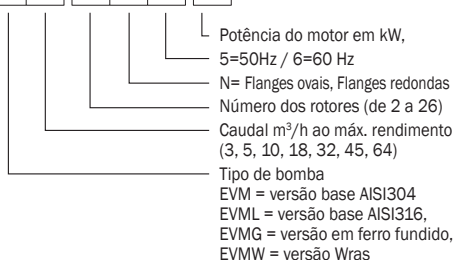 Potência do motor em kW,
5=50Hz / 6=60 Hz
N= Flanges ovais, Flanges redondas
Número dos rotores (de 2 a 26)
Caudal m³/h ao máx. rendimento
(3, 5, 10, 18, 32, 45, 64)
Tipo de bomba
EVM = versão base AISI304
EVML = versão base AISI316,
EVMG = versão em ferro fundido,
EVMW = versão Wras